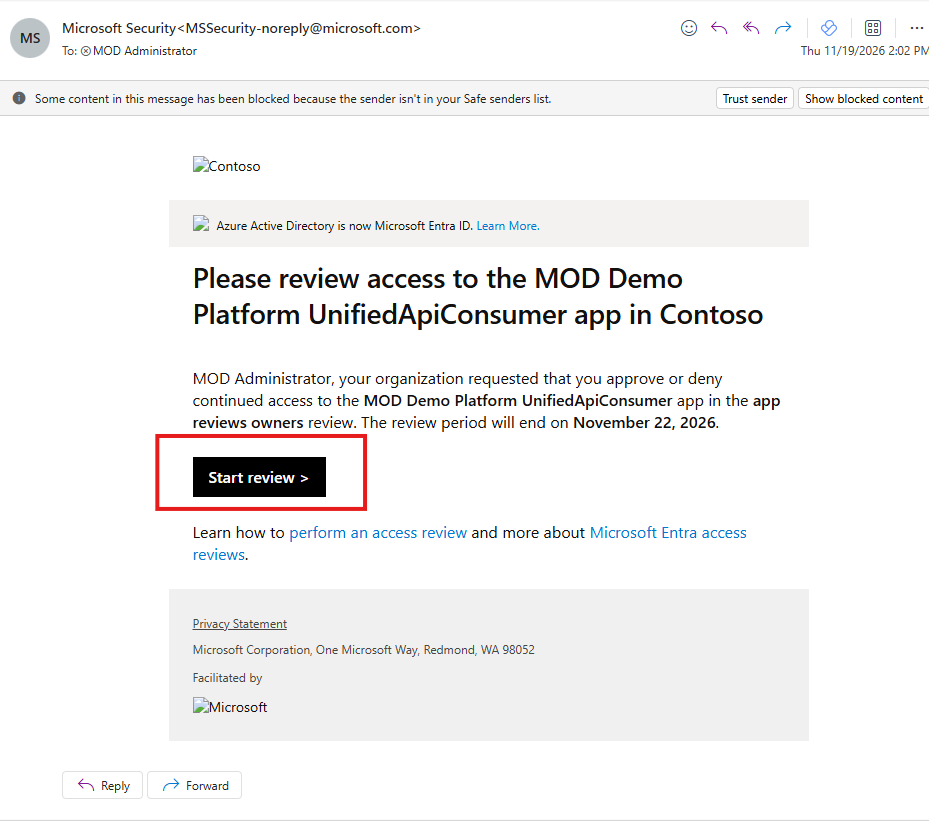 MS
Microsoft Security<MSSecurity-noreply@microsoft.com>
To: MOD Administrator
Thu 11/19/2026 2:02 PM
Some content in this message has been blocked because the sender isn't in your Safe senders list.
Trust sender
Show blocked content
Contoso
Azure Active Directory is now Microsoft Entra ID. Learn More.
Please review access to the MOD Demo
Platform UnifiedApiConsumer app in Contoso
MOD Administrator, your organization requested that you approve or deny
continued access to the MOD Demo Platform UnifiedApiConsumer app in the app
reviews owners review. The review period will end on November 22, 2026.
Start review >
Learn how to perform an access review and more about Microsoft Entra access
reviews.
Privacy Statement
Microsoft Corporation, One Microsoft Way, Redmond, WA 98052
Facilitated by
Microsoft
Reply
Forward